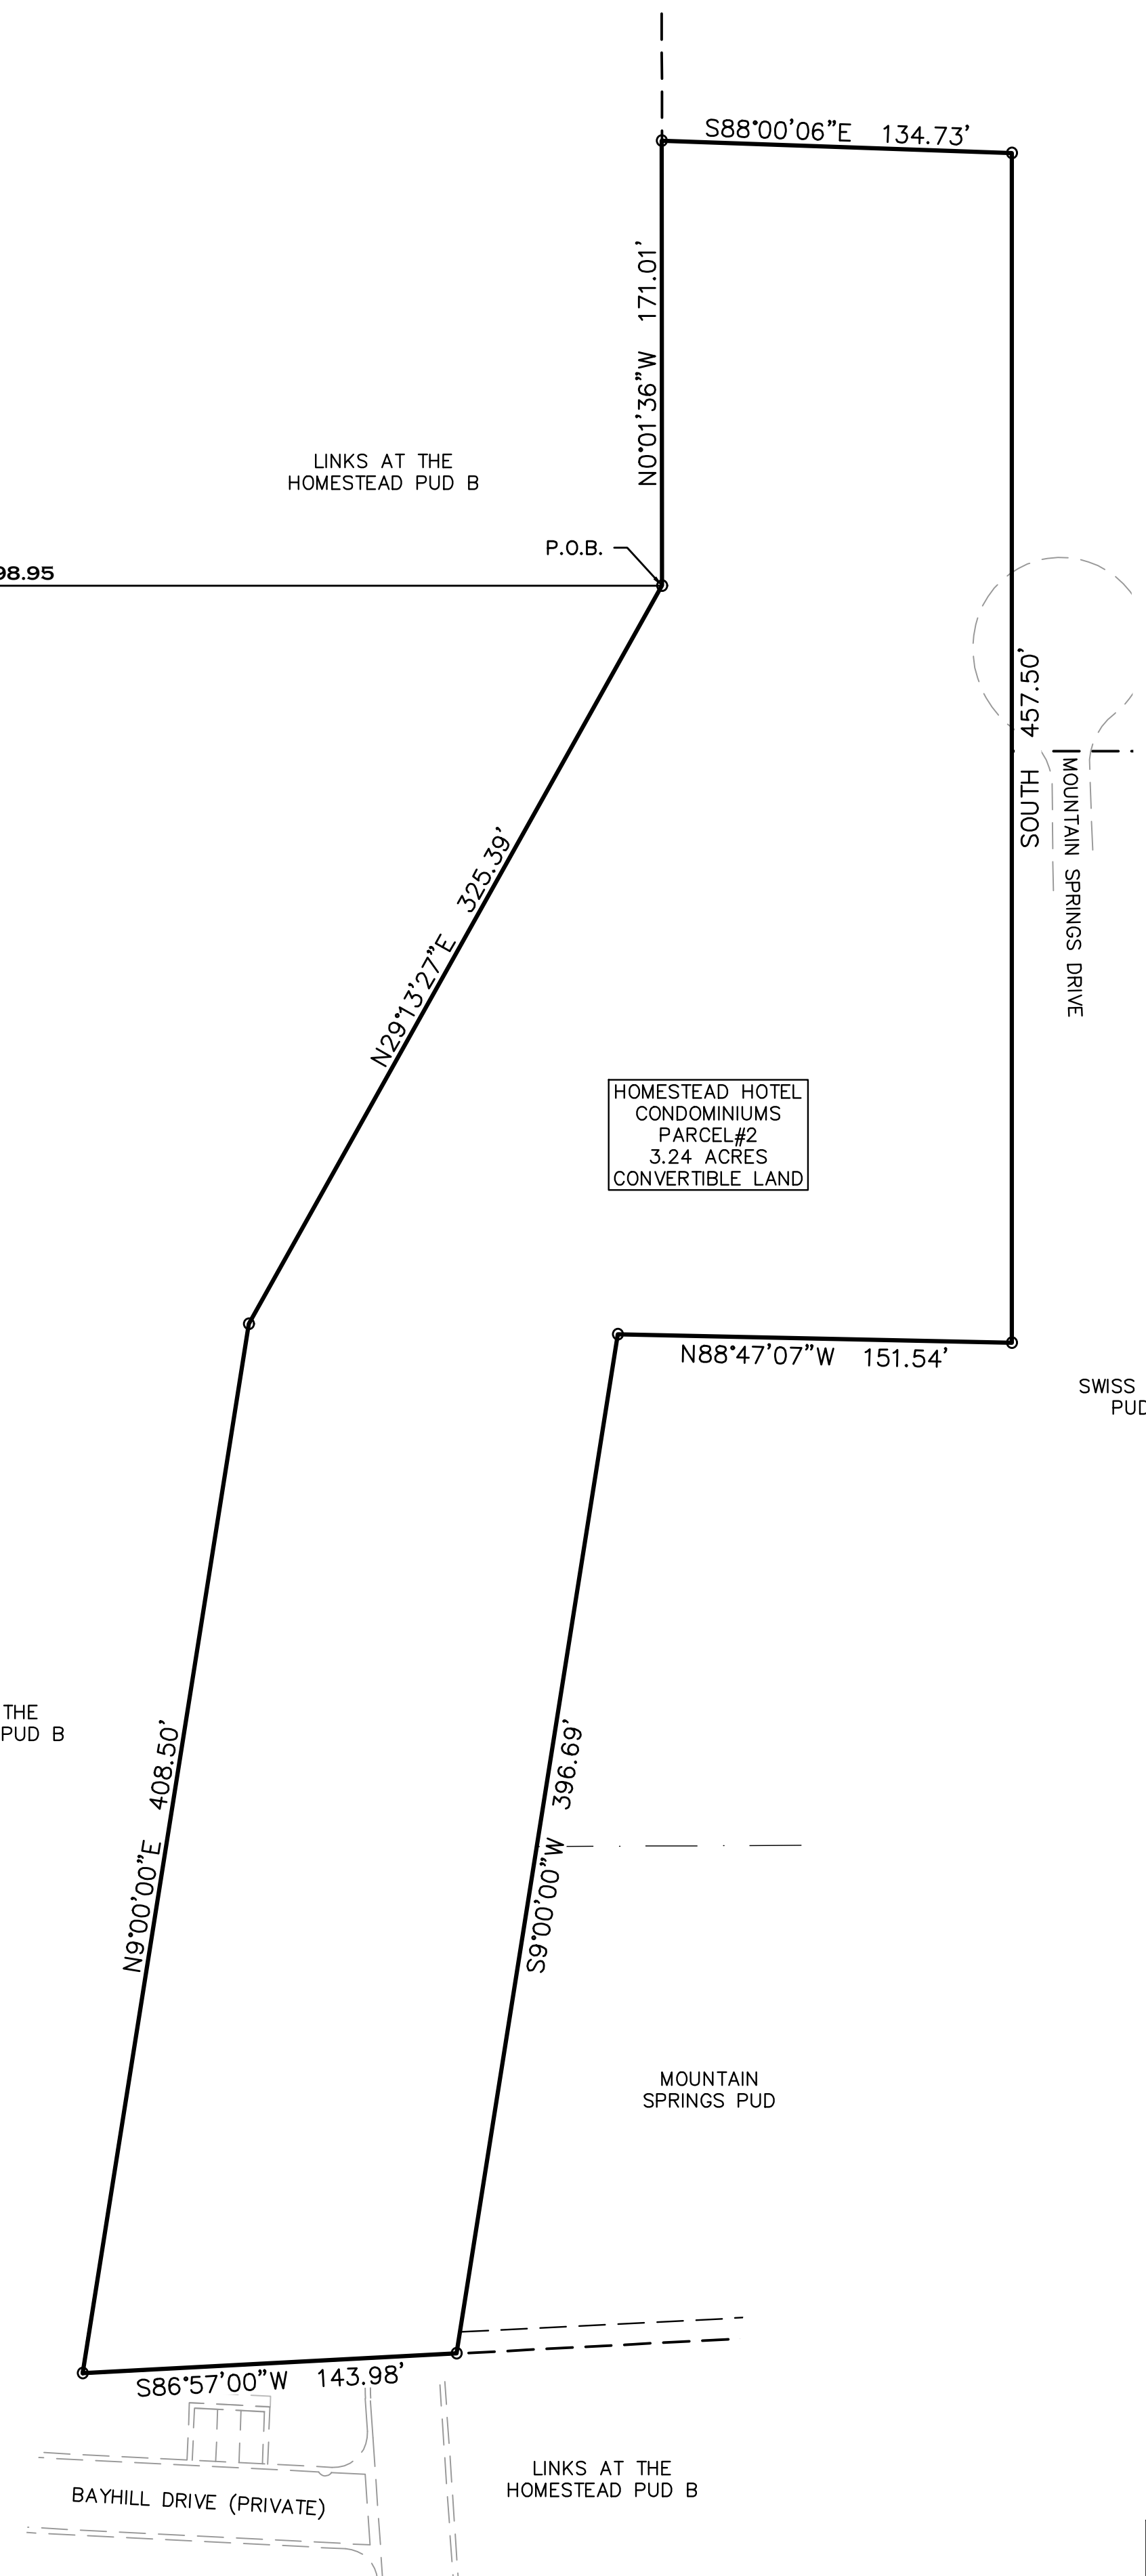 S88°00'06"E 134.73'
N0°01'36"W 171.01'
LINKS AT THE
HOMESTEAD PUD B
P.O.B.
98.95
SOUTH 457.50'
MOUNTAIN SPRINGS DRIVE
N29°13'27"E 325.39'
HOMESTEAD HOTEL
CONDOMINIUMS
PARCEL#2
3.24 ACRES
CONVERTIBLE LAND
N88°47'07"W 151.54'
SWISS
PUD
THE
PUD B
N9°00'00"E 408.50'
S9°00'00"W 396.69'
MOUNTAIN
SPRINGS PUD
S86°57'00"W 143.98'
LINKS AT THE
HOMESTEAD PUD B
BAYHILL DRIVE (PRIVATE)